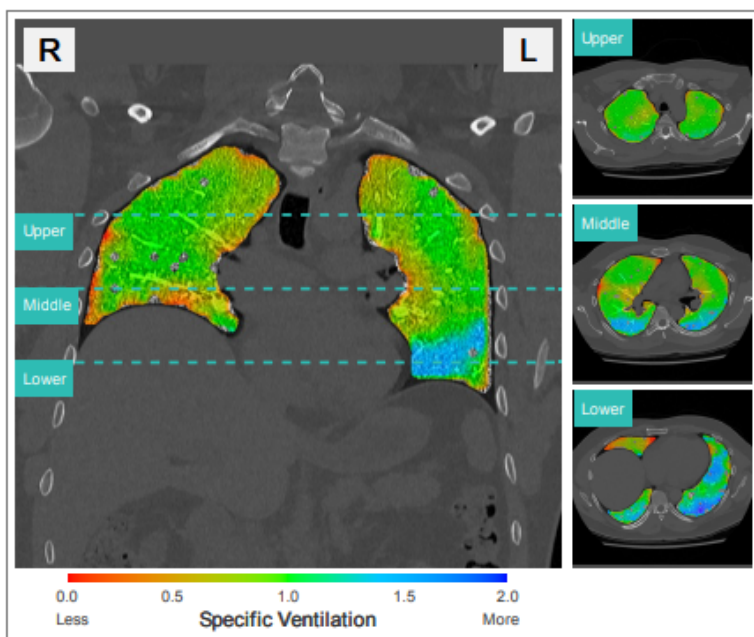 R
L
Upper
Middle
Lower
Upper
Middle
Lower
0.0 0.5 1.0 1.5 2.0
Less Specific Ventilation More